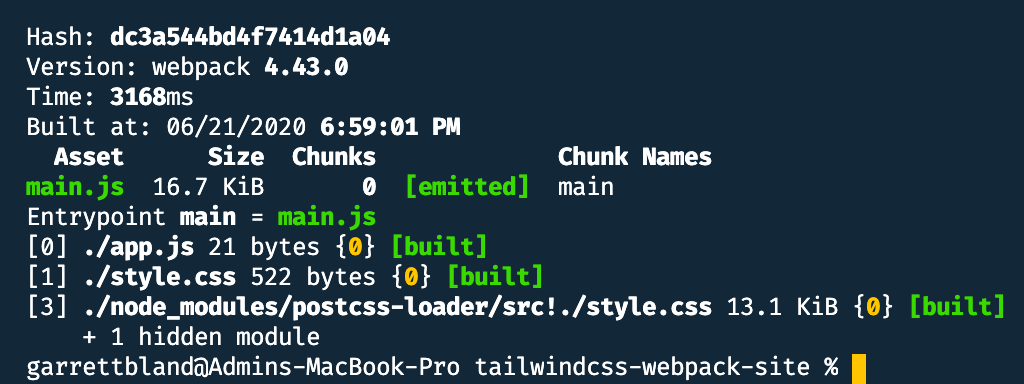 Hash: dc3a544bd4f7414d1a04
Version: webpack 4.43.0
Time: 3168ms
Built at: 06/21/2020 6:59:01 PM
  Asset      Size  Chunks             Chunk Names
main.js  16.7 KiB       0  [emitted]  main
Entrypoint main = main.js
[0] ./app.js 21 bytes {0} [built]
[1] ./style.css 522 bytes {0} [built]
[3] ./node_modules/postcss-loader/src!./style.css 13.1 KiB {0} [built]
    + 1 hidden module
garrettbland@Admins-MacBook-Pro tailwindcss-webpack-site %